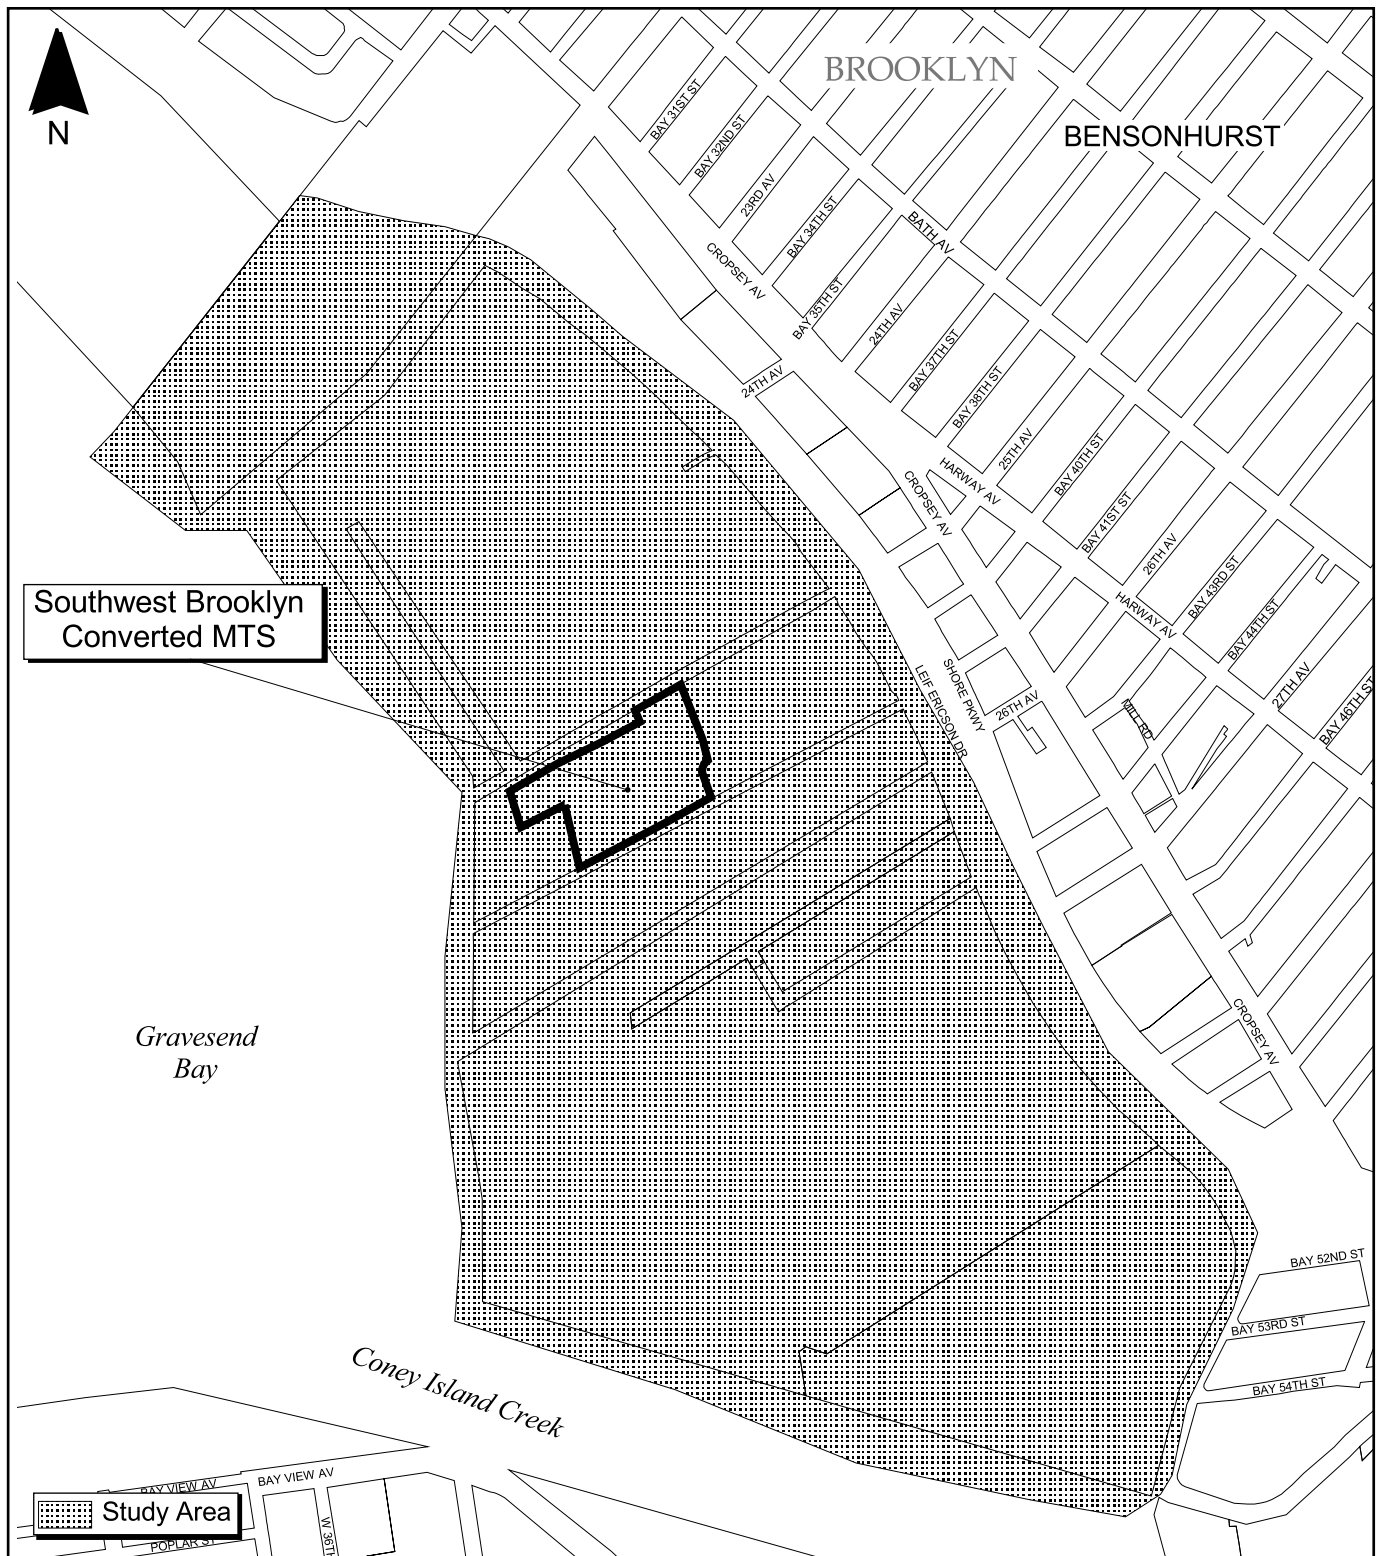 BROOKLYN
BENSONHURST
N
BAY 31ST ST
BAY 32ND ST
23RD AV
BAY 34TH ST
BATH AV
CROPSEY AV
BAY 35TH ST
24TH AV
BAY 37TH ST
24TH AV
BAY 38TH ST
25TH AV
HARWAY AV
BAY 40TH ST
CROPSEY AV
BAY 41ST ST
26TH AV
BAY 43RD ST
HARWAY AV
BAY 44TH ST
27TH AV
BAY 46TH ST
Southwest Brooklyn
Converted MTS
SHORE PKWY
LEIF ERICSON DR
26TH AV
MILL RD
Gravesend
Bay
CROPSEY AV
BAY 52ND ST
BAY 53RD ST
BAY 54TH ST
Coney Island Creek
BAY VIEW AV
BAY VIEW AV
Study Area
POPLAR ST
W 36TH